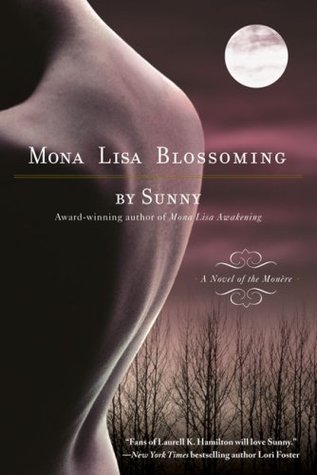 Mona Lisa Blossoming
by Sunny
Award-winning author of Mona Lisa Awakening
A Novel of the Monère
"Fans of Laurell K. Hamilton will love Sunny."
—New York Times bestselling author Lori Foster